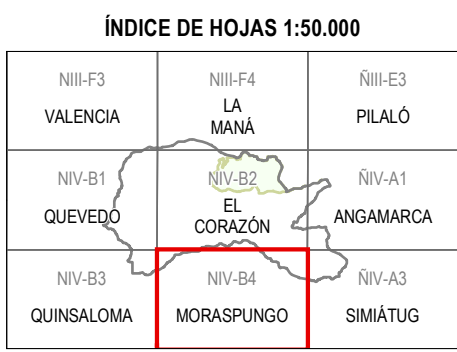 ÍNDICE DE HOJAS 1:50.000
NIII-F3 NIII-F4 ÑIII-E3
VALENCIA LA MANÁ PILALÓ
NIV-B1 NIV-B2 ÑIV-A1
QUEVEDO EL CORAZÓN ANGAMARCA
NIV-B3 NIV-B4 ÑIV-A3
QUINSALOMA MORASPUNGO SIMIÁTUG